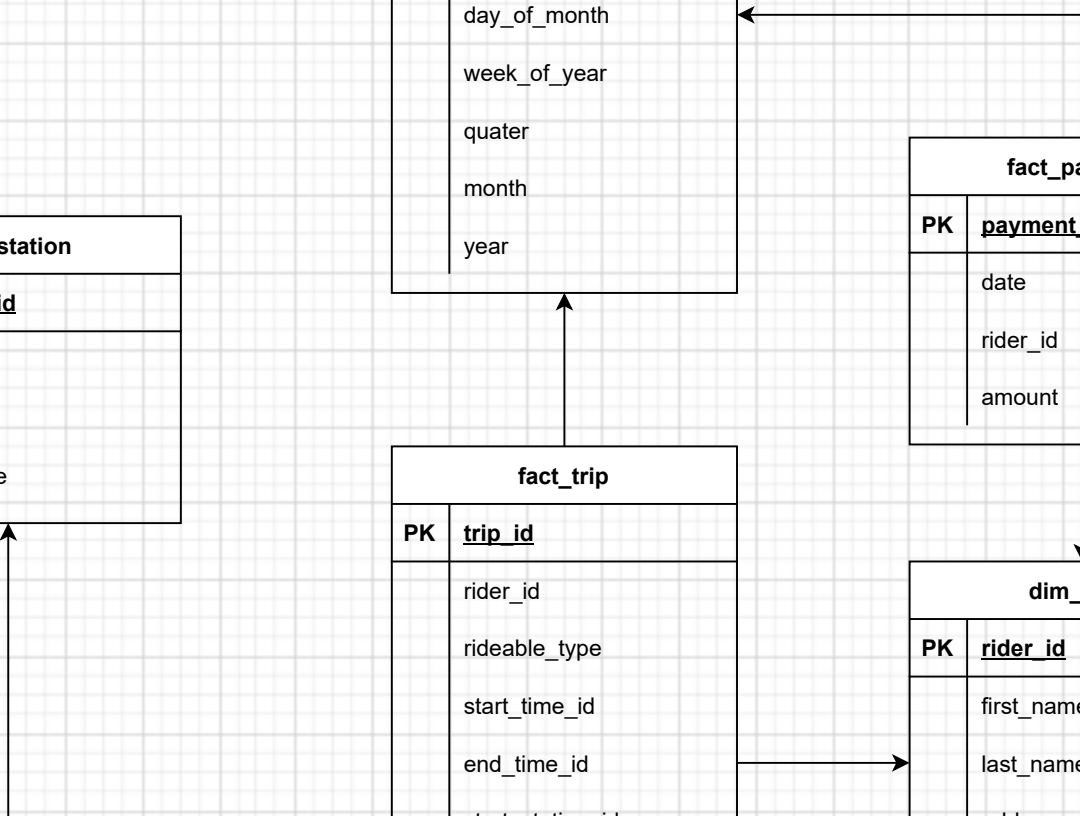 day_of_month
week_of_year
quater
month
year
station
id
e
fact_trip
PK trip_id
rider_id
rideable_type
start_time_id
end_time_id
fact_pa
PK payment_
date
rider_id
amount
dim_
PK rider_id
first_name
last_name